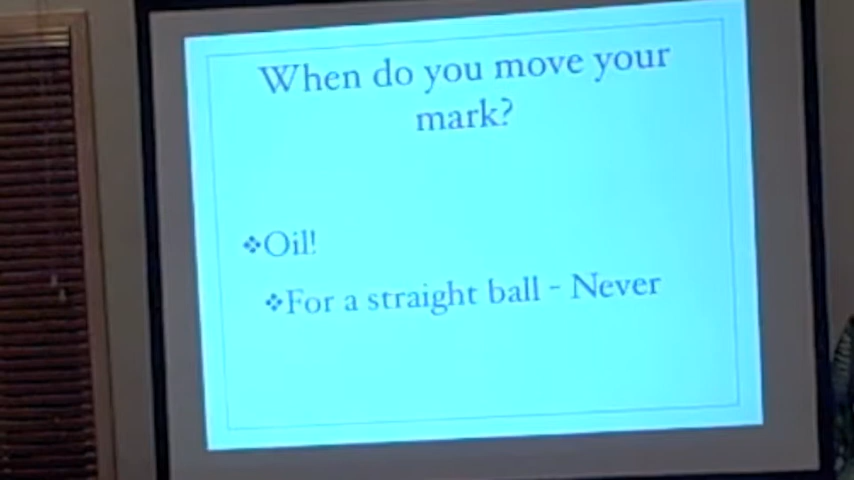 When do you move your
mark?
❖Oil!
❖For a straight ball - Never